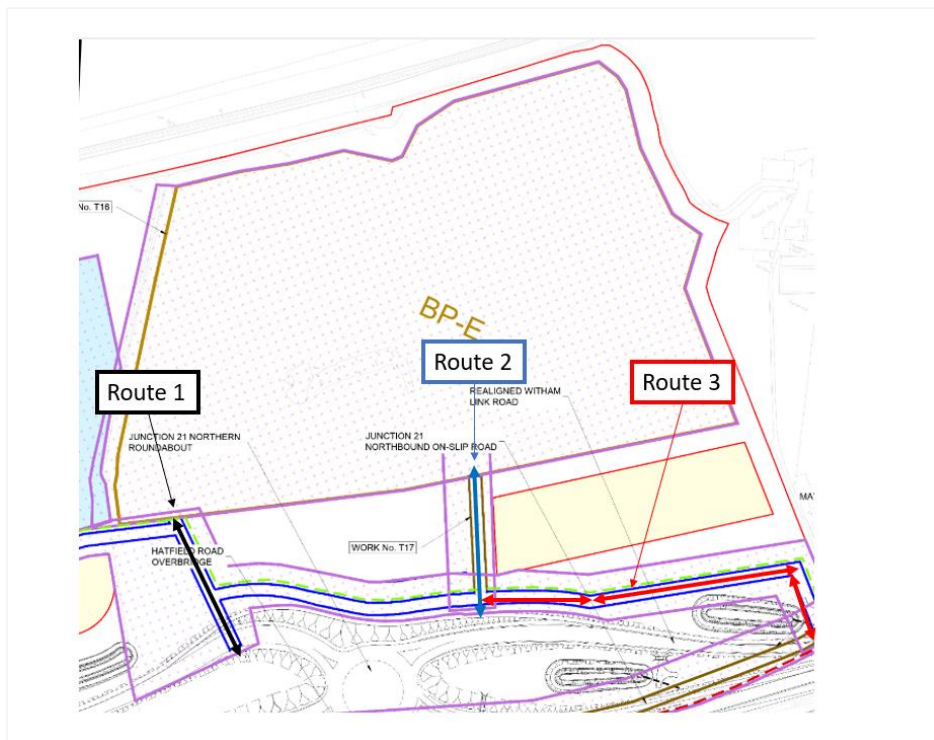 No. T16
BP-E
Route 2
Route 3
REALIGNED WITHAM
LINK ROAD
Route 1
JUNCTION 21 NORTHERN
ROUNDABOUT
JUNCTION 21
NORTHBOUND ON-SLIP ROAD
MA
WORK No. T17
HATFIELD ROAD
OVERBRIDGE